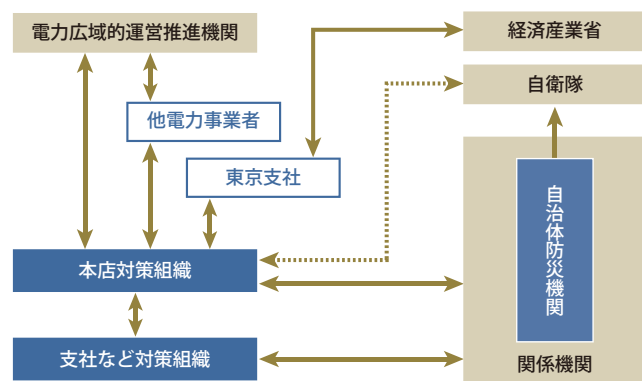 電力広域的運営推進機関
経済産業省
自衛隊
他電力事業者
東京支社
自治体防災機関
本店対策組織
支社など対策組織
関係機関